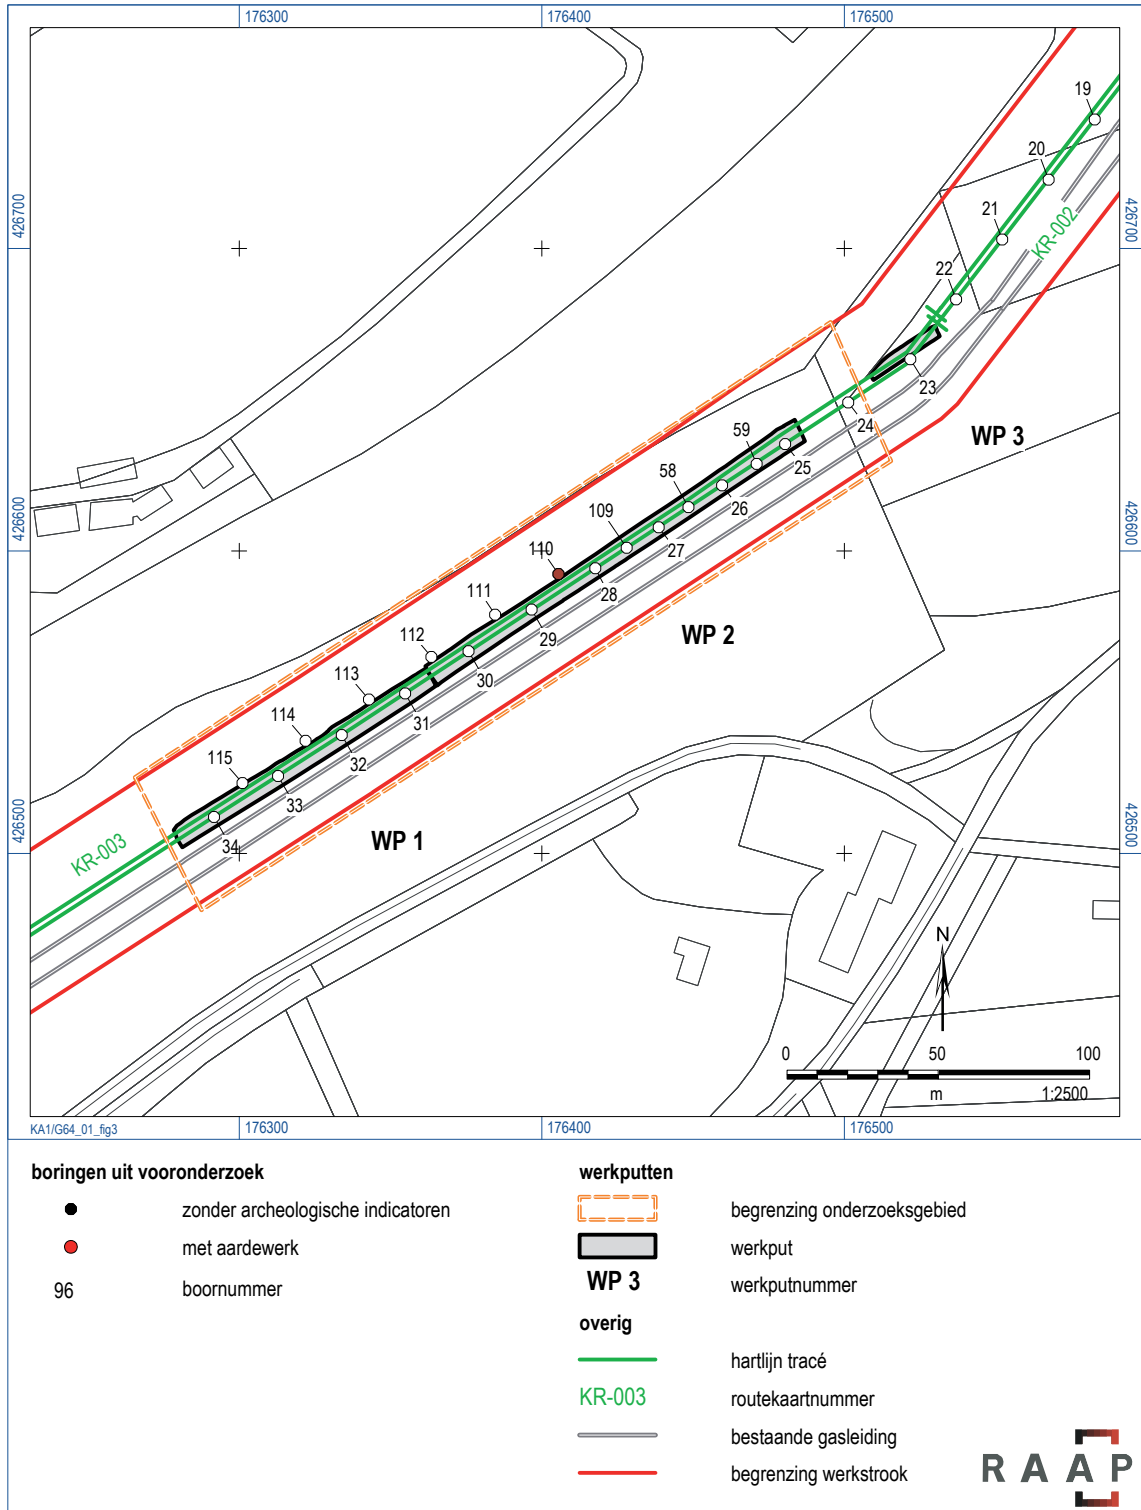 176300 176400 176500
19
20
426700 21 KR-002 426700
22
23
24
WP 3
59
25
58
26
426600 109 426600
27
110
28
111
WP 2
29
112
30
113
31
114
32
115
33
426500 WP 1 426500
34
KR-003
N
0 50 100
m 1:2500
KA1/G64_01_fig3
176300 176400 176500
boringen uit vooronderzoek
zonder archeologische indicatoren
met aardewerk
96 boornummer
werkputten
begrenzing onderzoeksgebied
werkput
WP 3 werkputnummer
overig
hartlijn tracé
KR-003 routekaartnummer
bestaande gasleiding
begrenzing werkstrook
RAAP